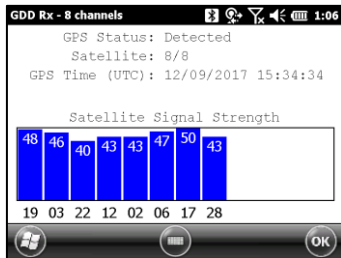 GDD Rx - 8 channels 1:06
GPS Status: Detected
Satellite: 8/8
GPS Time (UTC): 12/09/2017 15:34:34
Satellite Signal Strength
48 46 40 43 43 47 50 43
19 03 22 12 02 06 17 28
OK